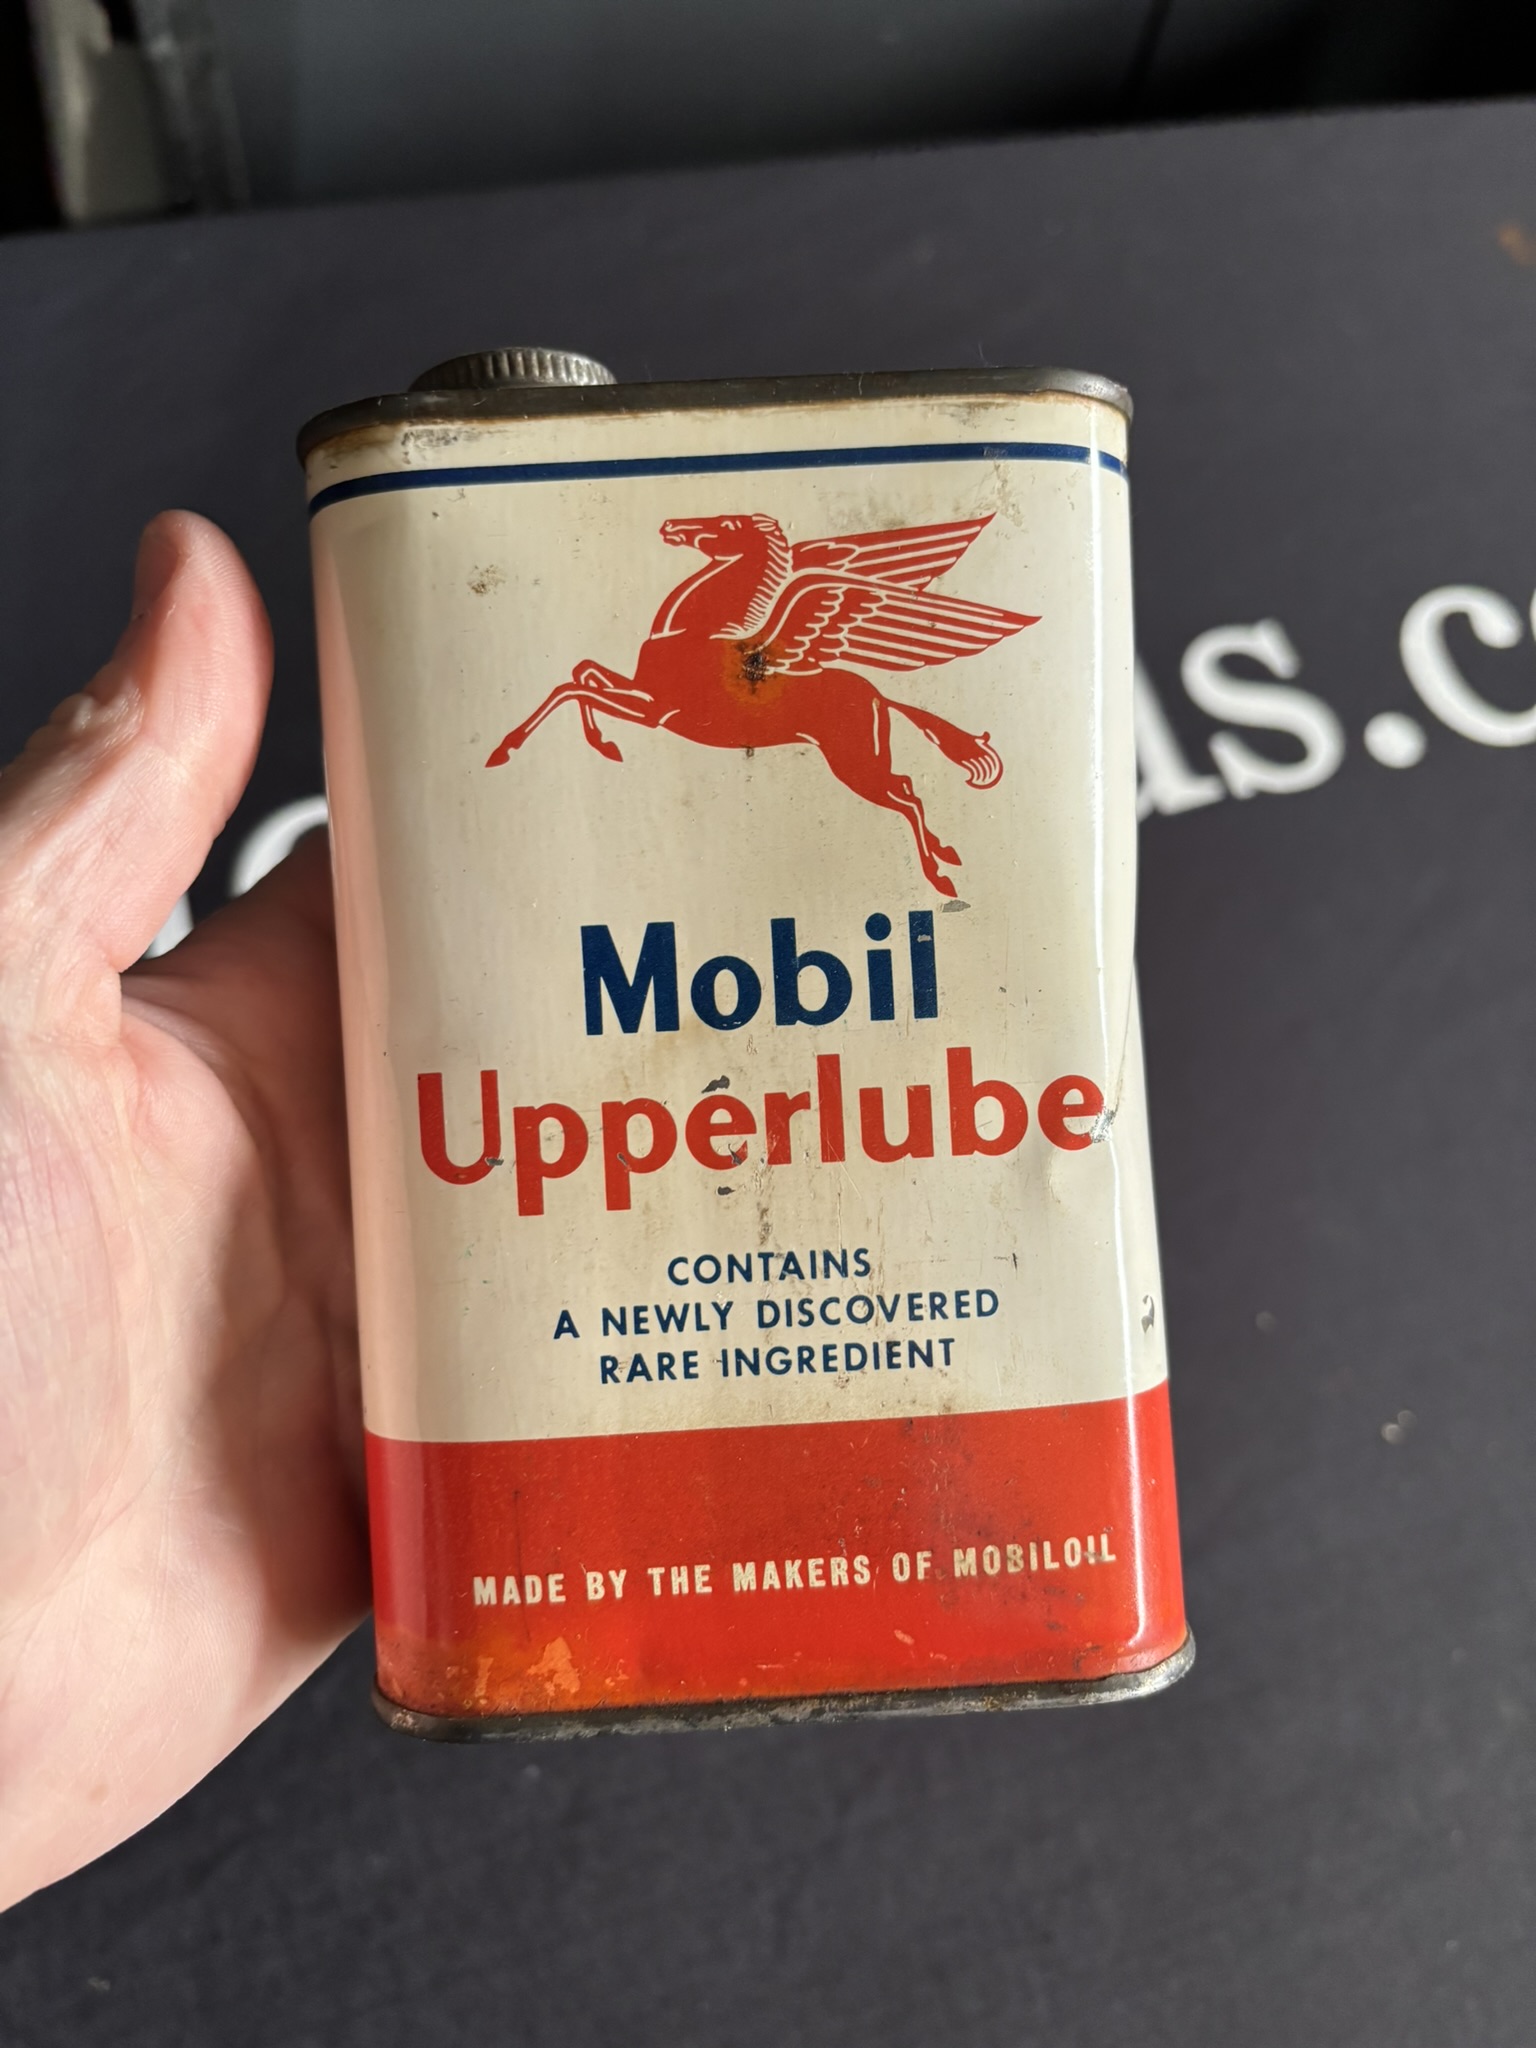 Mobil
Upperlube
CONTAINS
A NEWLY DISCOVERED
RARE INGREDIENT
MADE BY THE MAKERS OF MOBILOIL